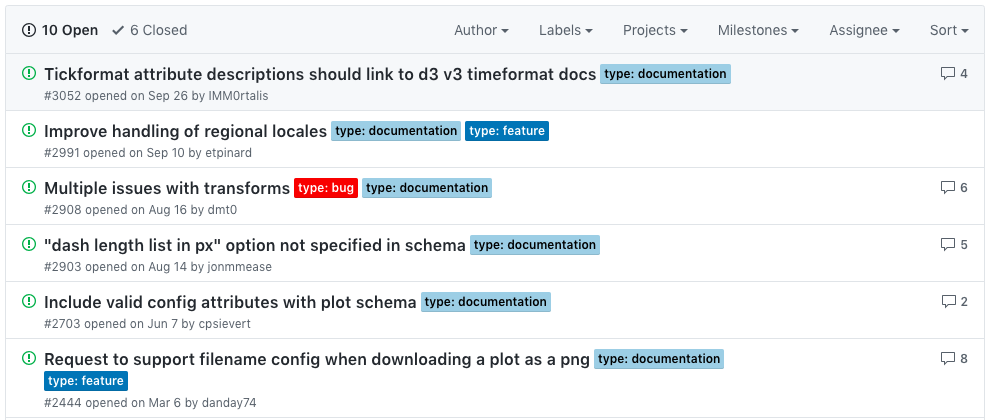 10 Open 6 Closed Author Labels Projects Milestones Assignee Sort
Tickformat attribute descriptions should link to d3 v3 timeformat docs type: documentation 4
#3052 opened on Sep 26 by IMM0rtalis
Improve handling of regional locales type: documentation type: feature
#2991 opened on Sep 10 by etpinard
Multiple issues with transforms type: bug type: documentation 6
#2908 opened on Aug 16 by dmt0
"dash length list in px" option not specified in schema type: documentation 5
#2903 opened on Aug 14 by jonmmease
Include valid config attributes with plot schema type: documentation 2
#2703 opened on Jun 7 by cpsievert
Request to support filename config when downloading a plot as a png type: documentation 8
type: feature
#2444 opened on Mar 6 by danday74